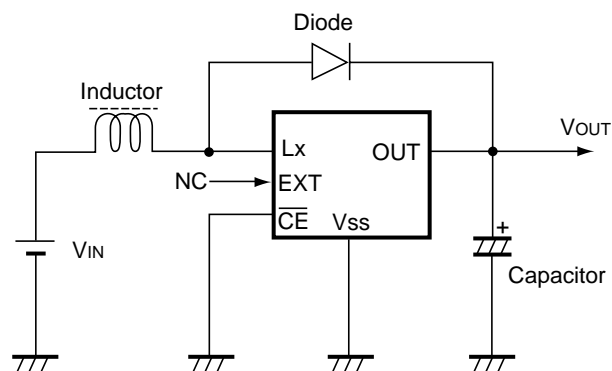 Diode
Inductor
Lx
OUT
VOUT
NC
EXT
CE
Vss
VIN
+
Capacitor